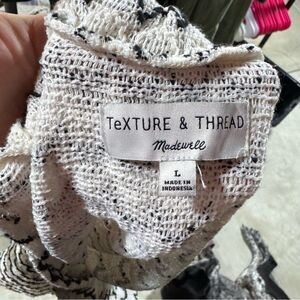 TeXTURE & THREAD
Madewell
L
MADE IN
INDONESIA